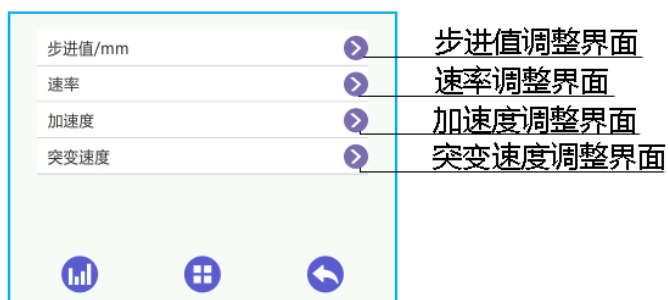 步进值/mm
步进值调整界面
速率
速率调整界面
加速度
加速度调整界面
突变速度
突变速度调整界面